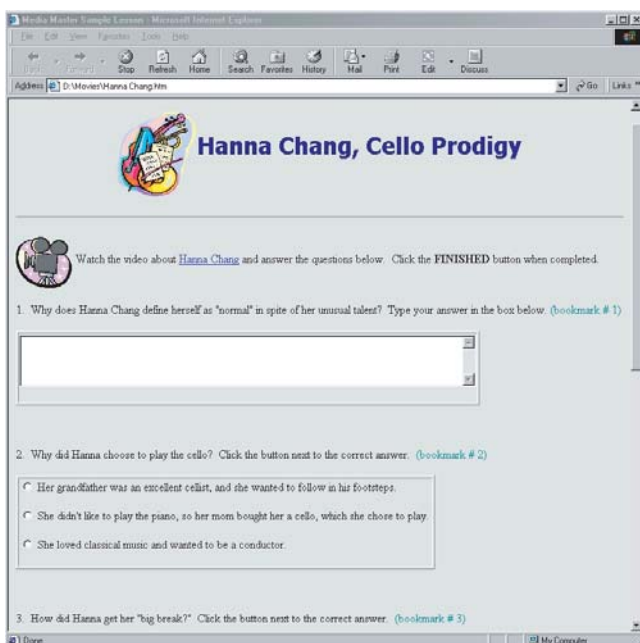 Media Master Sample Lesson - Microsoft Internet Explorer
File Edit View Favorites Tools Help
Back Forward Stop Refresh Home Search Favorites History Mail Print Edit Discuss
Address D:\Movies\Hanna Chang.htm Go Links »
Hanna Chang, Cello Prodigy
Watch the video about Hanna Chang and answer the questions below. Click the FINISHED button when completed.
1. Why does Hanna Chang define herself as "normal" in spite of her unusual talent? Type your answer in the box below. (bookmark # 1)
2. Why did Hanna choose to play the cello? Click the button next to the correct answer. (bookmark # 2)
Her grandfather was an excellent cellist, and she wanted to follow in his footsteps.
She didn't like to play the piano, so her mom bought her a cello, which she chose to play.
She loved classical music and wanted to be a conductor.
3. How did Hanna get her "big break?" Click the button next to the correct answer. (bookmark # 3)
Done My Computer